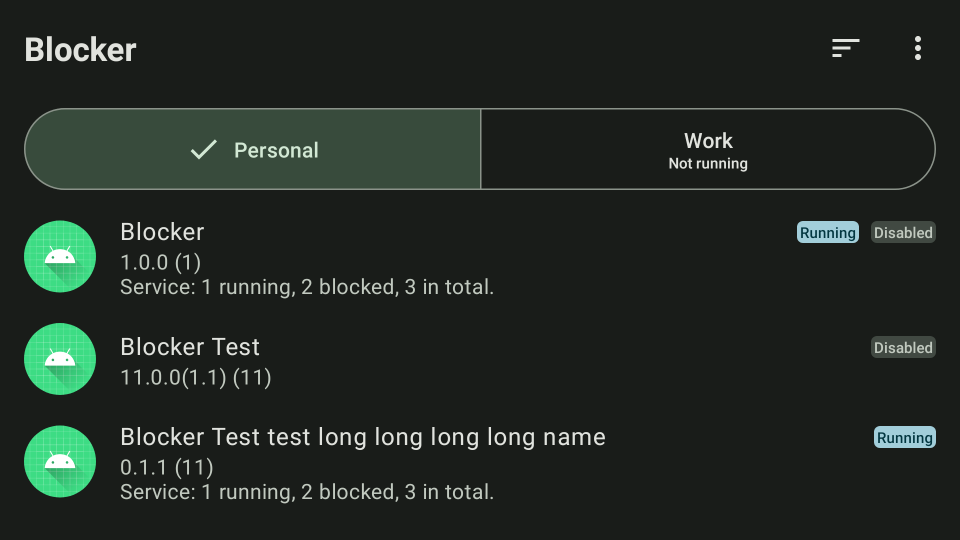 Blocker
Personal
Work
Not running
Blocker
Running
Disabled
1.0.0 (1)
Service: 1 running, 2 blocked, 3 in total.
Blocker Test
Disabled
11.0.0(1.1) (11)
Blocker Test test long long long long name
Running
0.1.1 (11)
Service: 1 running, 2 blocked, 3 in total.